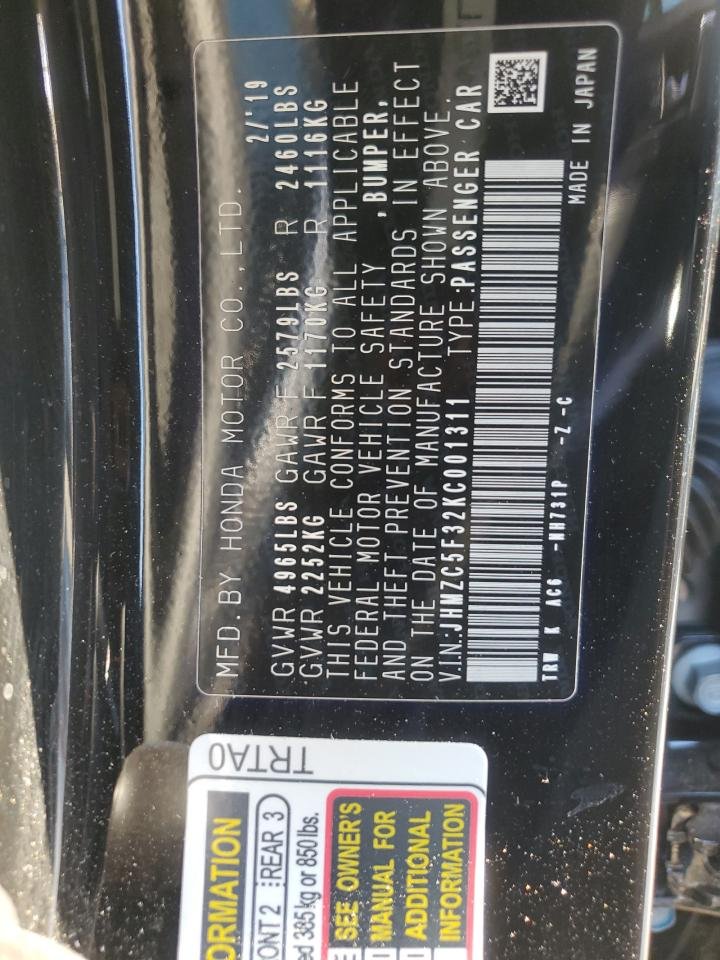 MFD. BY HONDA MOTOR CO., LTD. 2/'19
GVWR 4965LBS GAWR F 2579LBS R 2460LBS
GVWR 2252KG GAWR F 1170KG R 1116KG
THIS VEHICLE CONFORMS TO ALL APPLICABLE
FEDERAL MOTOR VEHICLE SAFETY ,BUMPER,
AND THEFT PREVENTION STANDARDS IN EFFECT
ON THE DATE OF MANUFACTURE SHOWN ABOVE.
V.I.N.:JHMZC5F32KC001311 TYPE:PASSENGER CAR
TRW K AC6 -NH731P -Z -C MADE IN JAPAN
TRTA0
ORMATION
ONT 2 REAR 3
ed 385 kg or 850 lbs.
SEE OWNER'S
MANUAL FOR
ADDITIONAL
INFORMATION